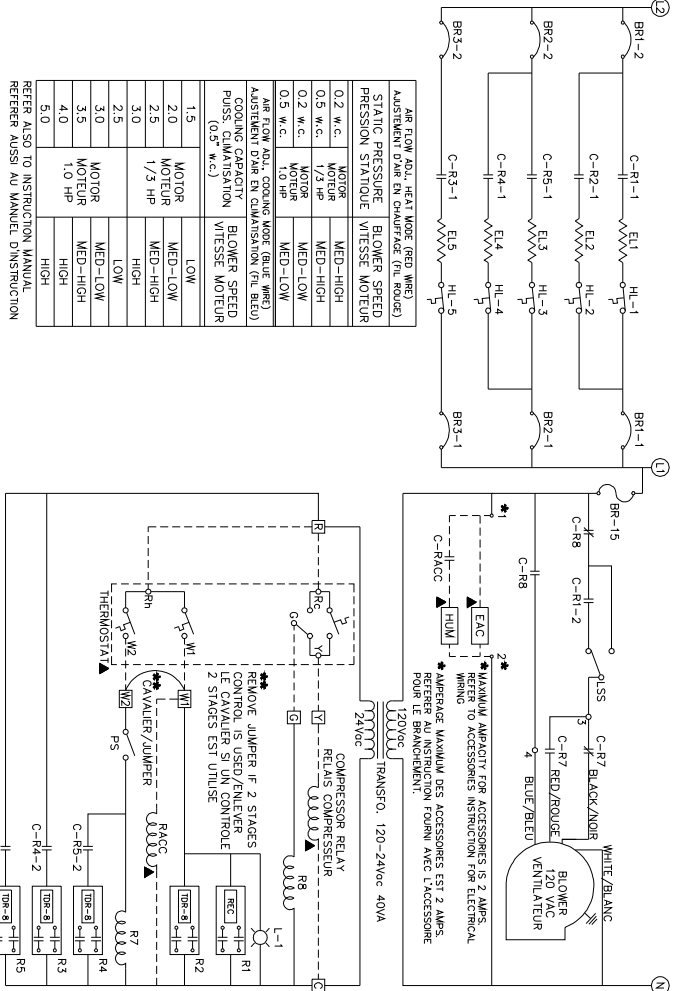 L2
L1
N
BR1-2
C-R1-1
EL1
HL-1
BR1-1
C-R2-1
EL2
HL-2
BR2-2
C-R5-1
EL3
HL-3
BR2-1
C-R4-1
EL4
HL-4
BR3-2
C-R3-1
EL5
HL-5
BR3-1
AIR FLOW ADJ., HEAT MODE (RED WIRE)
AJUSTEMENT D'AIR EN CHAUFFAGE (FIL ROUGE)
STATIC PRESSURE
PRESSION STATIQUE
BLOWER SPEED
VITESSE MOTEUR
0.2 w.c.
MOTOR
MOTEUR
1/3 HP
MED-HIGH
0.5 w.c.
MED-HIGH
0.2 w.c.
MOTOR
MOTEUR
1.0 HP
MED-LOW
0.5 w.c.
MED-LOW
AIR FLOW ADJ., COOLING MODE (BLUE WIRE)
AJUSTEMENT D'AIR EN CLIMATISATION (FIL BLEU)
COOLING CAPACITY
PUISS. CLIMATISATION
(0.5" w.c.)
BLOWER SPEED
VITESSE MOTEUR
1.5
LOW
2.0
MOTOR
MOTEUR
1/3 HP
MED-LOW
2.5
MED-HIGH
3.0
HIGH
2.5
LOW
3.0
MOTOR
MOTEUR
1.0 HP
MED-LOW
3.5
MED-HIGH
4.0
HIGH
5.0
HIGH
REFER ALSO TO INSTRUCTION MANUAL
REFERER AUSSI AU MANUEL D'INSTRUCTION
BR-15
C-R8
C-R1-2
LSS
3
C-R7
BLACK/NOIR
C-R7
RED/ROUGE
WHITE/BLANC
C-R8
4
BLUE/BLEU
BLOWER
120 VAC
VENTILATEUR
*1
2*
EAC
C-RACC
HUM
* MAXIMUM AMPACITY FOR ACCESSORIES IS 2 AMPS.
REFER TO ACCESSORIES INSTRUCTION FOR ELECTRICAL
WIRING
* AMPERAGE MAXIMUM DES ACCESSOIRES EST 2 AMPS.
REFERER AU INSTRUCTION FOURNI AVEC L'ACCESSOIRE
POUR LE BRANCHEMENT.
120Vac
TRANSFO. 120-24Vac 40VA
24Vac
R
C
COMPRESSOR RELAY
RELAIS COMPRESSEUR
Rc
Y
Y
G
G
R8
** REMOVE JUMPER IF 2 STAGES
CONTROL IS USED/ENLEVER
LE CAVALIER SI UN CONTROLE
2 STAGES EST UTILISE
L-1
REC
R1
W1
W1
TDR-B
R2
RACC
Rh
W2
W2
** CAVALIER/JUMPER
THERMOSTAT
PS
R7
C-R5-2
TDR-B
R4
C-R4-2
TDR-B
R3
TDR-B
R5